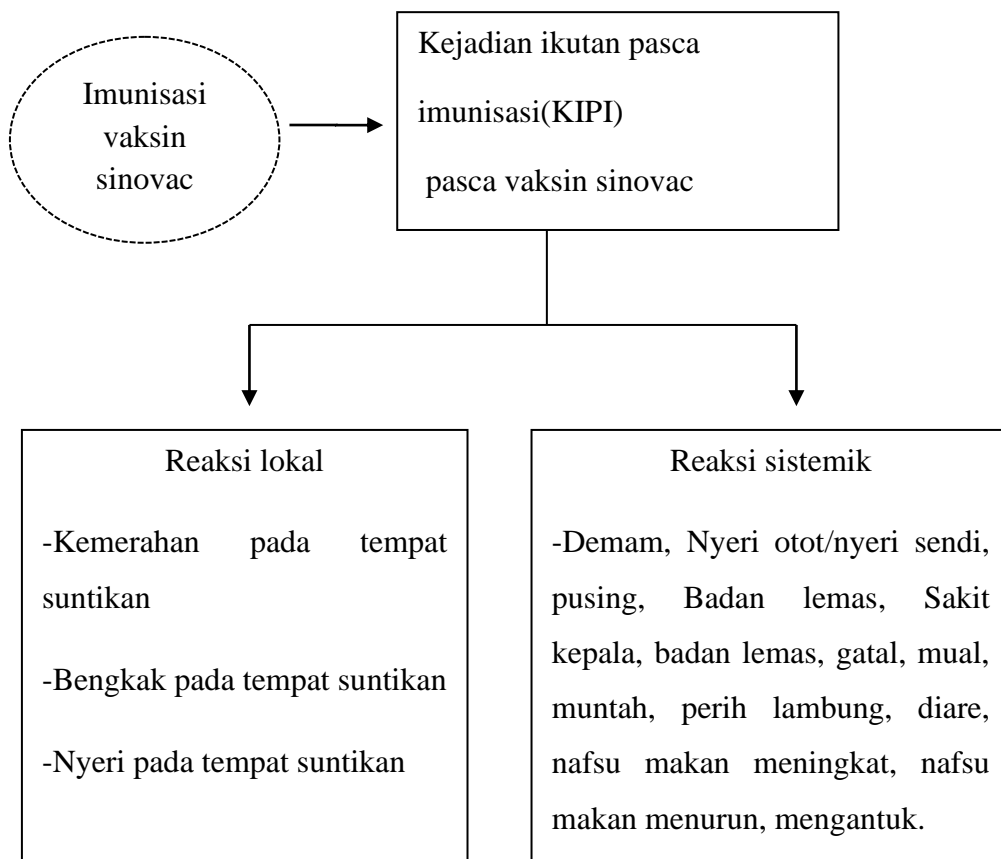 Imunisasi
vaksin
sinovac
Kejadian ikutan pasca
imunisasi(KIPI)
pasca vaksin sinovac
Reaksi lokal
-Kemerahan pada tempat
suntikan
-Bengkak pada tempat suntikan
-Nyeri pada tempat suntikan
Reaksi sistemik
-Demam, Nyeri otot/nyeri sendi,
pusing, Badan lemas, Sakit
kepala, badan lemas, gatal, mual,
muntah, perih lambung, diare,
nafsu makan meningkat, nafsu
makan menurun, mengantuk.